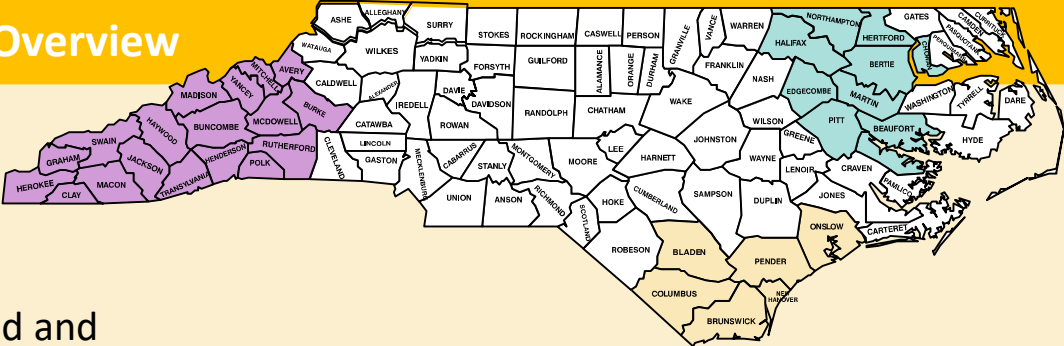 Overview
ASHE
ALLEGHANY
SURRY
STOKES
ROCKINGHAM
CASWELL
PERSON
GRANVILLE
VANCE
WARREN
NORTHAMPTON
GATES
CURRITUCK
CAMDEN
PASQUOTANK
PERQUIMANS
CHOWAN
HALIFAX
HERTFORD
BERTIE
WATAUGA
WILKES
YADKIN
FORSYTH
GUILFORD
ALAMANCE
ORANGE
DURHAM
FRANKLIN
NASH
EDGECOMBE
MARTIN
WASHINGTON
TYRRELL
DARE
MITCHELL
AVERY
CALDWELL
ALEXANDER
IREDELL
DAVIE
DAVIDSON
RANDOLPH
CHATHAM
WAKE
WILSON
PITT
BEAUFORT
HYDE
MADISON
YANCEY
BURKE
CATAWBA
ROWAN
JOHNSTON
GREENE
HAYWOOD
BUNCOMBE
MCDOWELL
LINCOLN
GASTON
CLEVELAND
MECKLENBURG
CABARRUS
STANLY
MONTGOMERY
MOORE
LEE
HARNETT
WAYNE
LENOIR
CRAVEN
PAMLICO
SWAIN
GRAHAM
JACKSON
HENDERSON
RUTHERFORD
POLK
TRANSYLVANIA
HEROKEE
CLAY
MACON
UNION
ANSON
RICHMOND
SCOTLAND
HOKE
CUMBERLAND
SAMPSON
DUPLIN
JONES
CARTERET
ONSLOW
ROBESON
BLADEN
PENDER
COLUMBUS
NEW
HANOVER
BRUNSWICK
d and